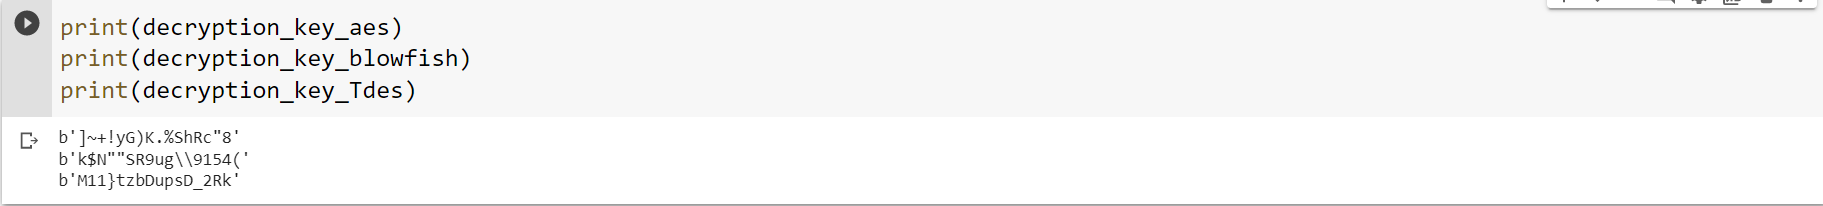 print(decryption_key_aes)
print(decryption_key_blowfish)
print(decryption_key_Tdes)
b']~+!yG)K.%ShRc"8'
b'k$N""SR9ug\\9154('
b'M11}tzbDupsD_2Rk'